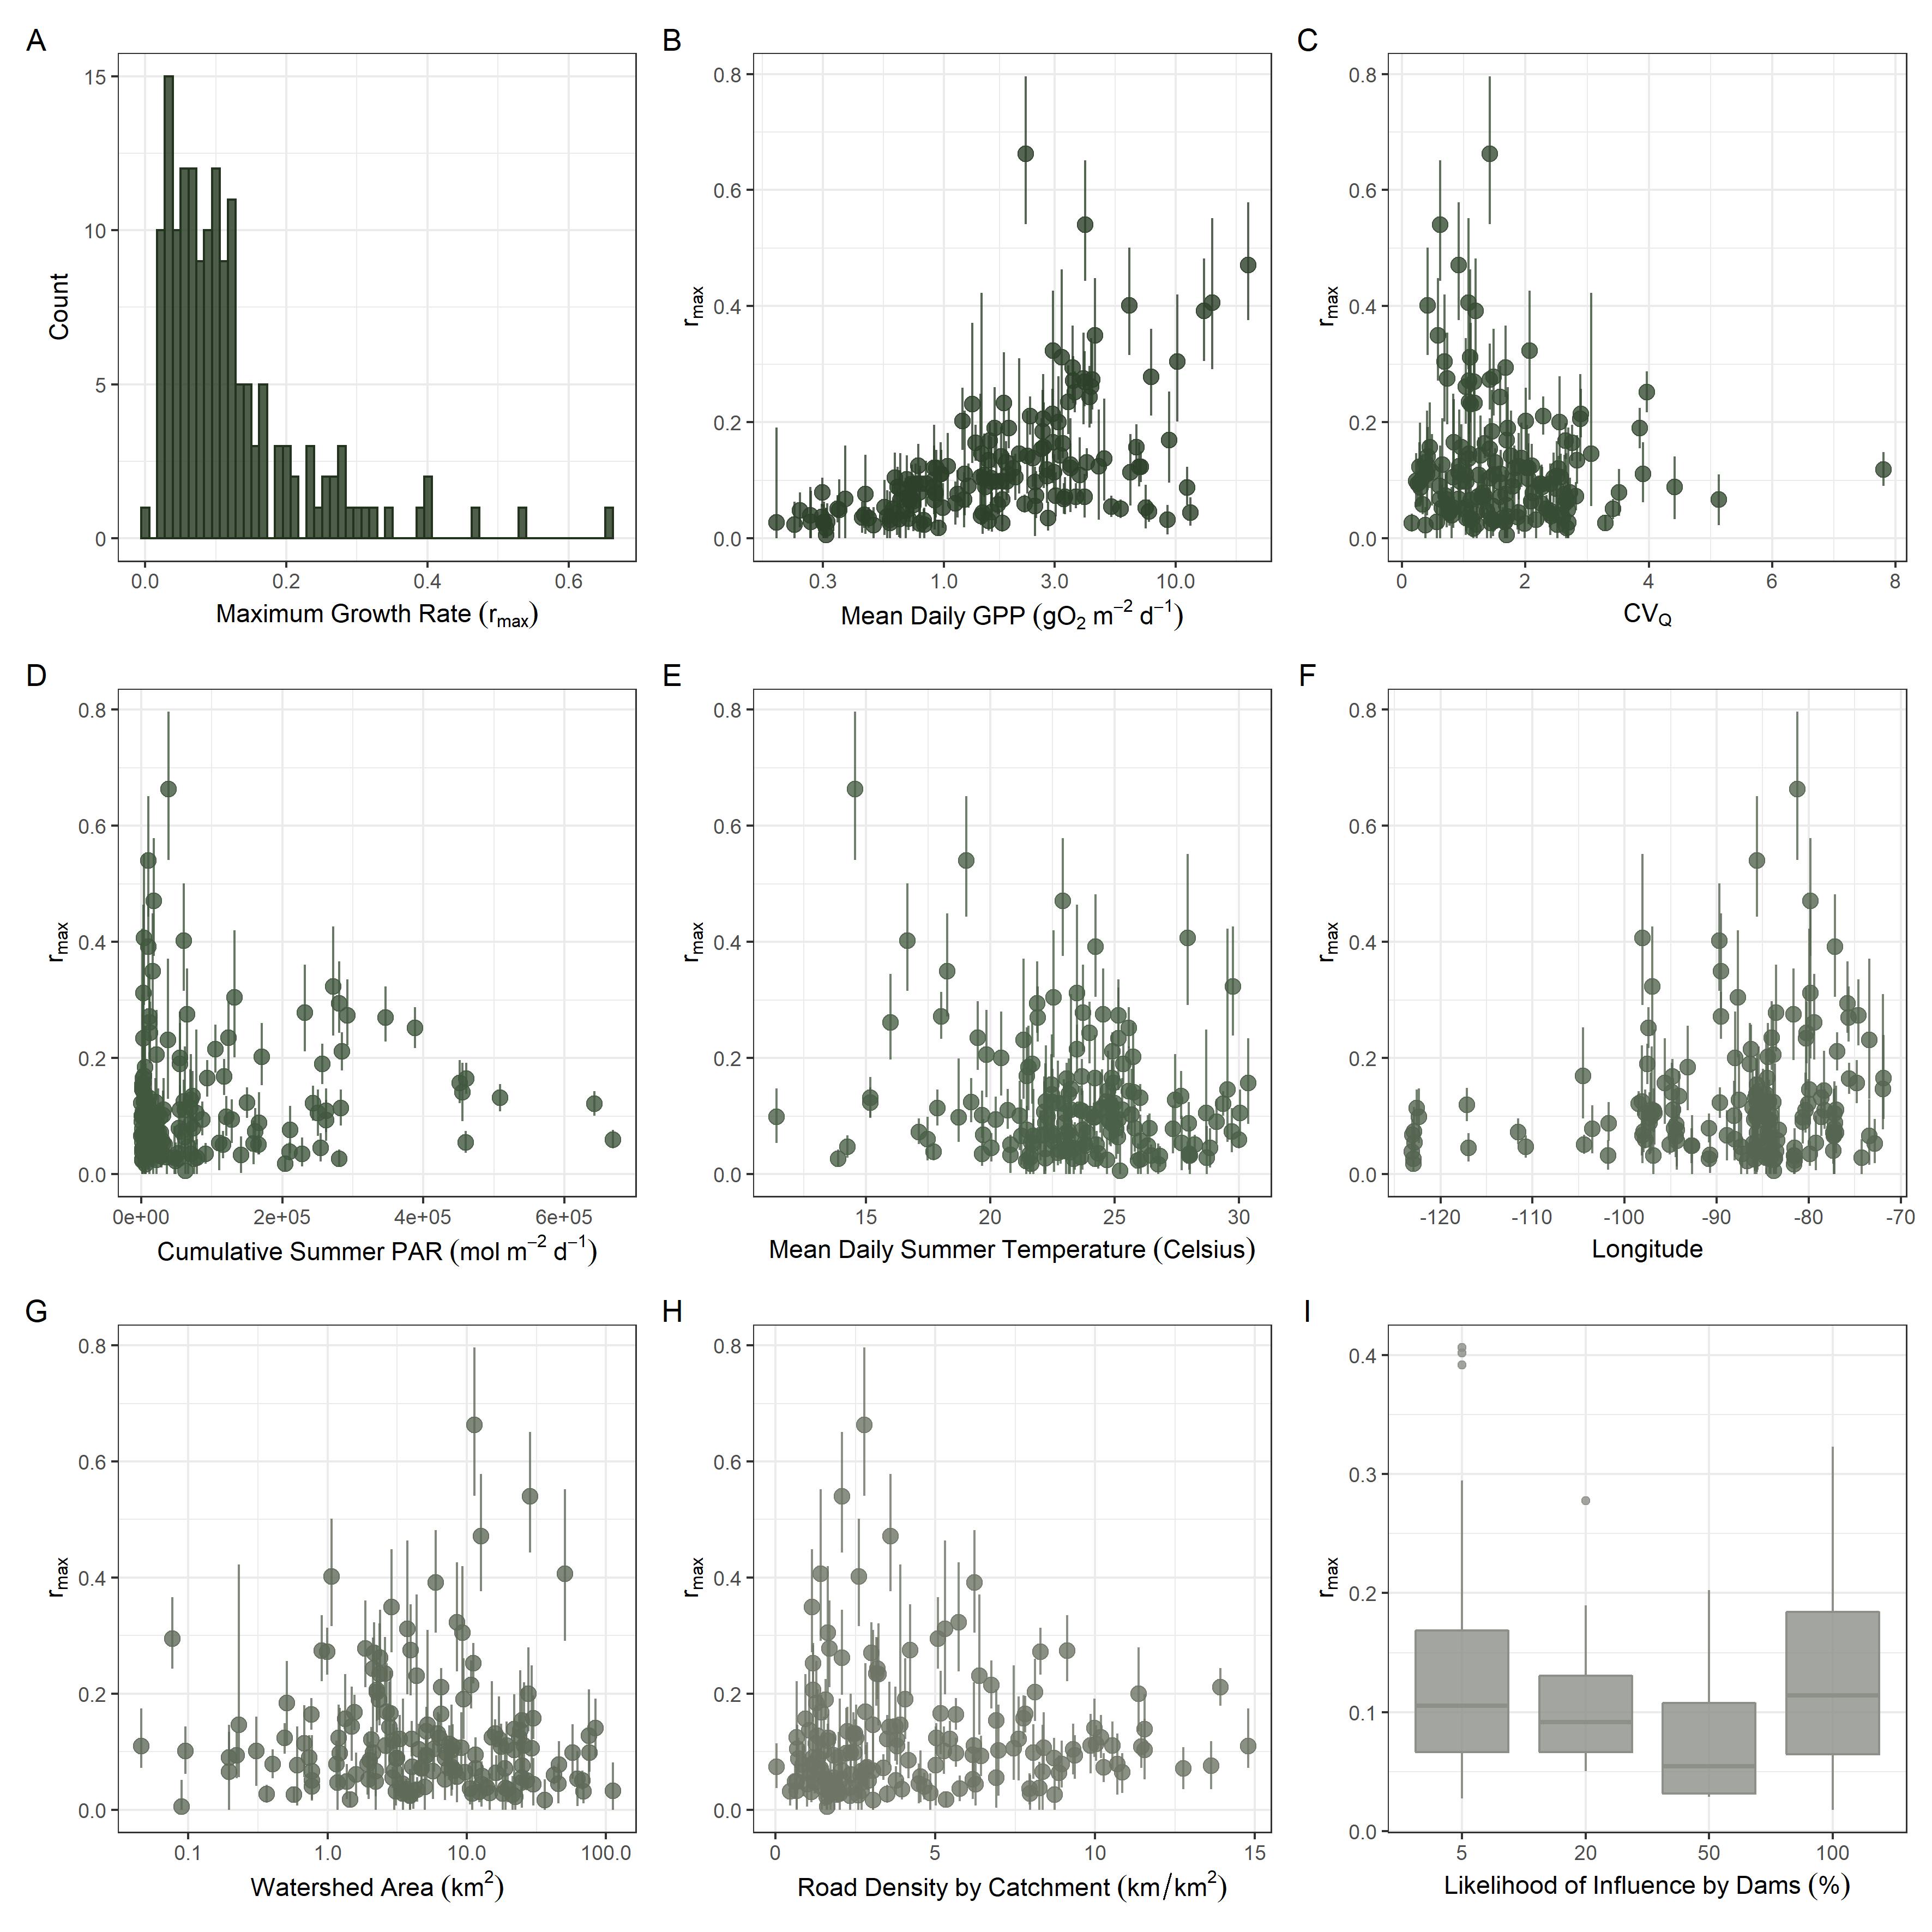 A
B
C
15
10
5
0
Count
0.0 0.2 0.4 0.6
Maximum Growth Rate (rmax)
0.8
0.6
0.4
0.2
0.0
rmax
0.3 1.0 3.0 10.0
Mean Daily GPP (gO₂ m⁻² d⁻¹)
0.8
0.6
0.4
0.2
0.0
rmax
0 2 4 6 8
CVQ
D
E
F
0.8
0.6
0.4
0.2
0.0
rmax
0e+00 2e+05 4e+05 6e+05
Cumulative Summer PAR (mol m⁻² d⁻¹)
0.8
0.6
0.4
0.2
0.0
rmax
15 20 25 30
Mean Daily Summer Temperature (Celsius)
0.8
0.6
0.4
0.2
0.0
rmax
-120 -110 -100 -90 -80 -70
Longitude
G
H
I
0.8
0.6
0.4
0.2
0.0
rmax
0.1 1.0 10.0 100.0
Watershed Area (km²)
0.8
0.6
0.4
0.2
0.0
rmax
0 5 10 15
Road Density by Catchment (km/km²)
0.4
0.3
0.2
0.1
0.0
rmax
5 20 50 100
Likelihood of Influence by Dams (%)